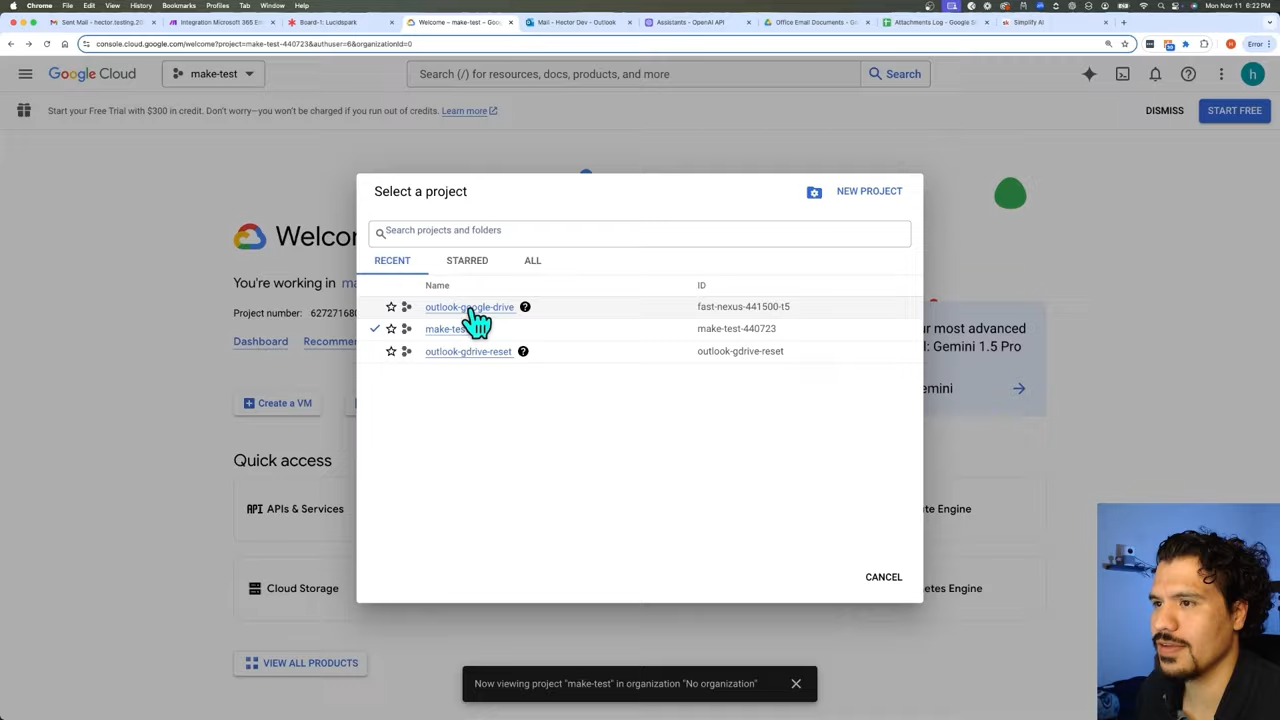 Chrome File Edit View History Bookmarks Profiles Tab Window Help
Mon Nov 11 6:22 PM
Sent Mail - hector.testing.20
Integration Microsoft 365 Em
Board-1: Lucidspark
Welcome – make-test – Goo
Mail - Hector Dev - Outlook
Assistants - OpenAI API
Office Email Documents - Go
Attachments Log - Google S
Simplify AI
console.cloud.google.com/welcome?project=make-test-440723&authuser=6&organizationId=0
Error
Google Cloud
make-test
Search (/) for resources, docs, products, and more
Search
h
Start your Free Trial with $300 in credit. Don't worry—you won't be charged if you run out of credits. Learn more
DISMISS
START FREE
Select a project
NEW PROJECT
Search projects and folders
RECENT
STARRED
ALL
Name
ID
outlook-google-drive
fast-nexus-441500-t5
make-tes
make-test-440723
outlook-gdrive-reset
outlook-gdrive-reset
CANCEL
Welcom
You're working in
Project number: 62727168
Dashboard
Recomme
Create a VM
ur most advanced
l: Gemini 1.5 Pro
emini
Quick access
API APIs & Services
te Engine
Cloud Storage
etes Engine
VIEW ALL PRODUCTS
Now viewing project "make-test" in organization "No organization"